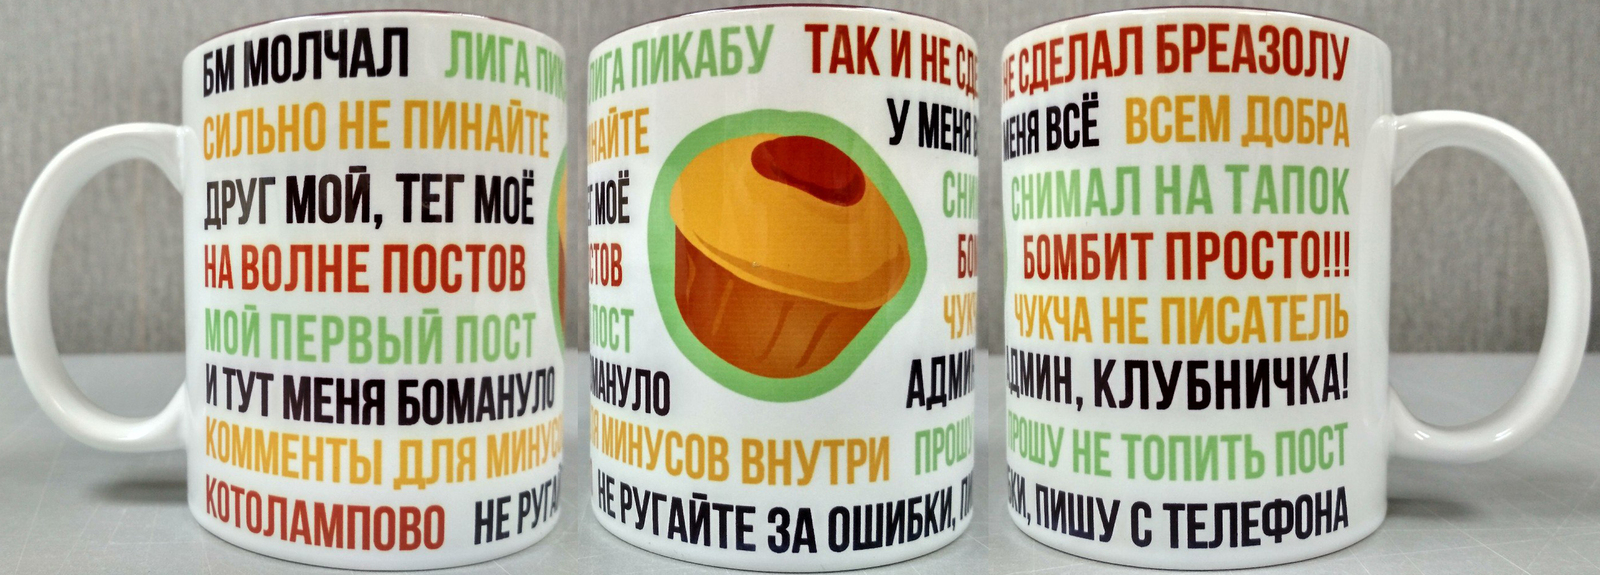 БМ МОЛЧАЛ ЛИГА ПИКАБУ ТАК И НЕ СДЕЛАЛ БРЕАЗОЛУ
СИЛЬНО НЕ ПИНАЙТЕ У МЕНЯ ВСЁ ВСЕМ ДОБРА
ДРУГ МОЙ, ТЕГ МОЁ СНИМАЛ НА ТАПОК
НА ВОЛНЕ ПОСТОВ БОМБИТ ПРОСТО!!!
МОЙ ПЕРВЫЙ ПОСТ ЧУКЧА НЕ ПИСАТЕЛЬ
И ТУТ МЕНЯ БОМАНУЛО АДМИН, КЛУБНИЧКА!
КОММЕНТЫ ДЛЯ МИНУСОВ ВНУТРИ ПРОШУ НЕ ТОПИТЬ ПОСТ
КОТОЛАМПОВО НЕ РУГАЙТЕ ЗА ОШИБКИ, ПИШУ С ТЕЛЕФОНА